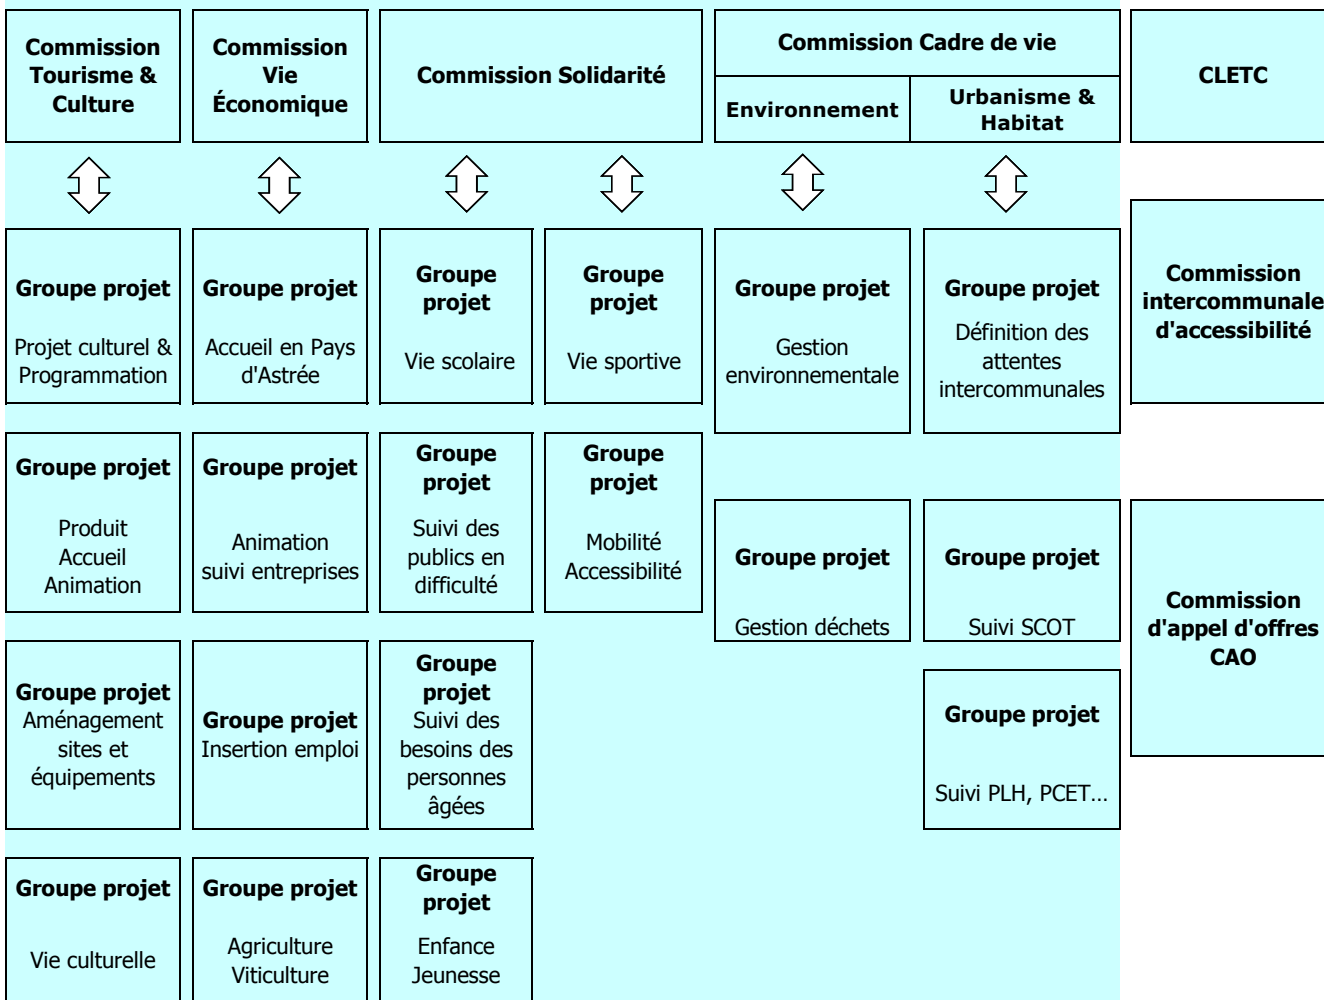 Commission
Tourisme &
Culture
Commission
Vie
Économique
Commission Solidarité
Commission Cadre de vie
Environnement
Urbanisme &
Habitat
CLETC
Groupe projet
Projet culturel &
Programmation
Groupe projet
Accueil en Pays
d'Astrée
Groupe
projet
Vie scolaire
Groupe
projet
Vie sportive
Groupe projet
Gestion
environnementale
Groupe projet
Définition des
attentes
intercommunales
Commission
intercommunale
d'accessibilité
Groupe projet
Produit
Accueil
Animation
Groupe projet
Animation
suivi entreprises
Groupe
projet
Suivi des
publics en
difficulté
Groupe
projet
Mobilité
Accessibilité
Groupe projet
Gestion déchets
Groupe projet
Suivi SCOT
Commission
d'appel d'offres
CAO
Groupe projet
Aménagement
sites et
équipements
Groupe projet
Insertion emploi
Groupe
projet
Suivi des
besoins des
personnes
âgées
Groupe projet
Suivi PLH, PCET...
Groupe projet
Vie culturelle
Groupe projet
Agriculture
Viticulture
Groupe
projet
Enfance
Jeunesse